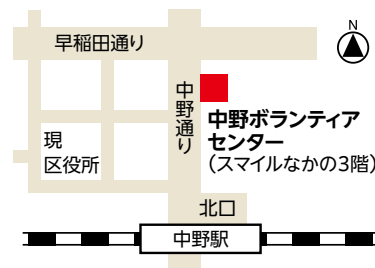 N
早稲田通り
中野通り
中野ボランティア
センター
（スマイルなかの3階）
現
区役所
北口
中野駅